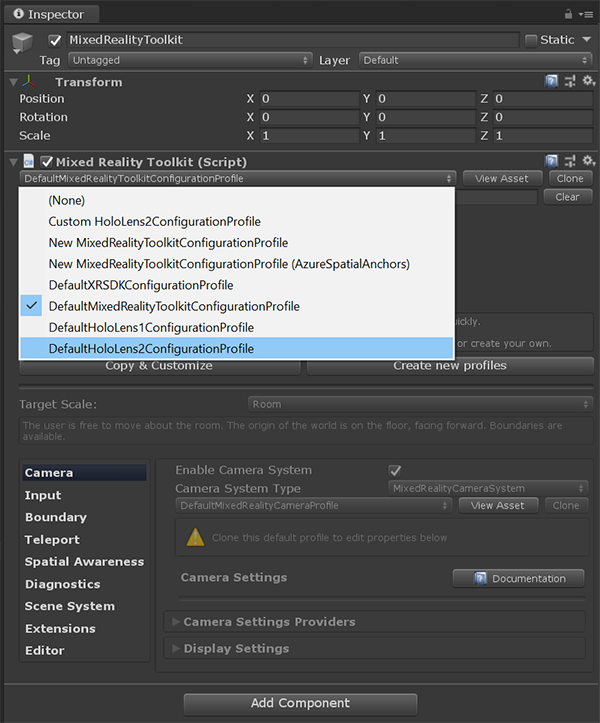 Inspector
MixedRealityToolkit
Static
Tag Untagged Layer Default
Transform
Position X 0 Y 0 Z 0
Rotation X 0 Y 0 Z 0
Scale X 1 Y 1 Z 1
Mixed Reality Toolkit (Script)
DefaultMixedRealityToolkitConfigurationProfile View Asset Clone
Clear
(None)
Custom HoloLens2ConfigurationProfile
New MixedRealityToolkitConfigurationProfile
New MixedRealityToolkitConfigurationProfile (AzureSpatialAnchors)
DefaultXRSDKConfigurationProfile
DefaultMixedRealityToolkitConfigurationProfile
DefaultHoloLens1ConfigurationProfile
quickly.
or create your own.
DefaultHoloLens2ConfigurationProfile
Copy & Customize Create new profiles
Target Scale: Room
The user is free to move about the room. The origin of the world is on the floor, facing forward. Boundaries are
available.
Camera
Input
Boundary
Teleport
Spatial Awareness
Diagnostics
Scene System
Extensions
Editor
Enable Camera System
Camera System Type MixedRealityCameraSystem
DefaultMixedRealityCameraProfile View Asset Clone
Clone this default profile to edit properties below
Camera Settings Documentation
Camera Settings Providers
Display Settings
Add Component